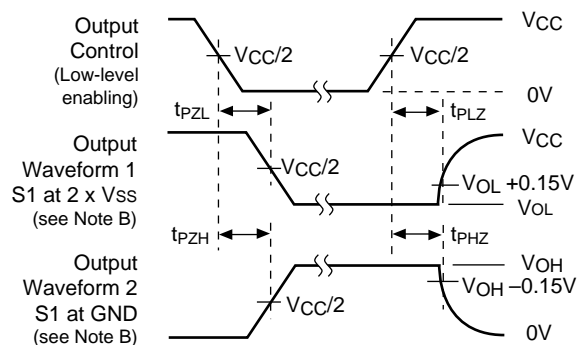 Output
Control
(Low-level
enabling)
VCC/2
VCC/2
VCC
0V
tPZL
tPLZ
Output
Waveform 1
S1 at 2 x VSS
(see Note B)
VCC/2
VCC
VOL +0.15V
VOL
tPZH
tPHZ
Output
Waveform 2
S1 at GND
(see Note B)
VCC/2
VOH
VOH –0.15V
0V